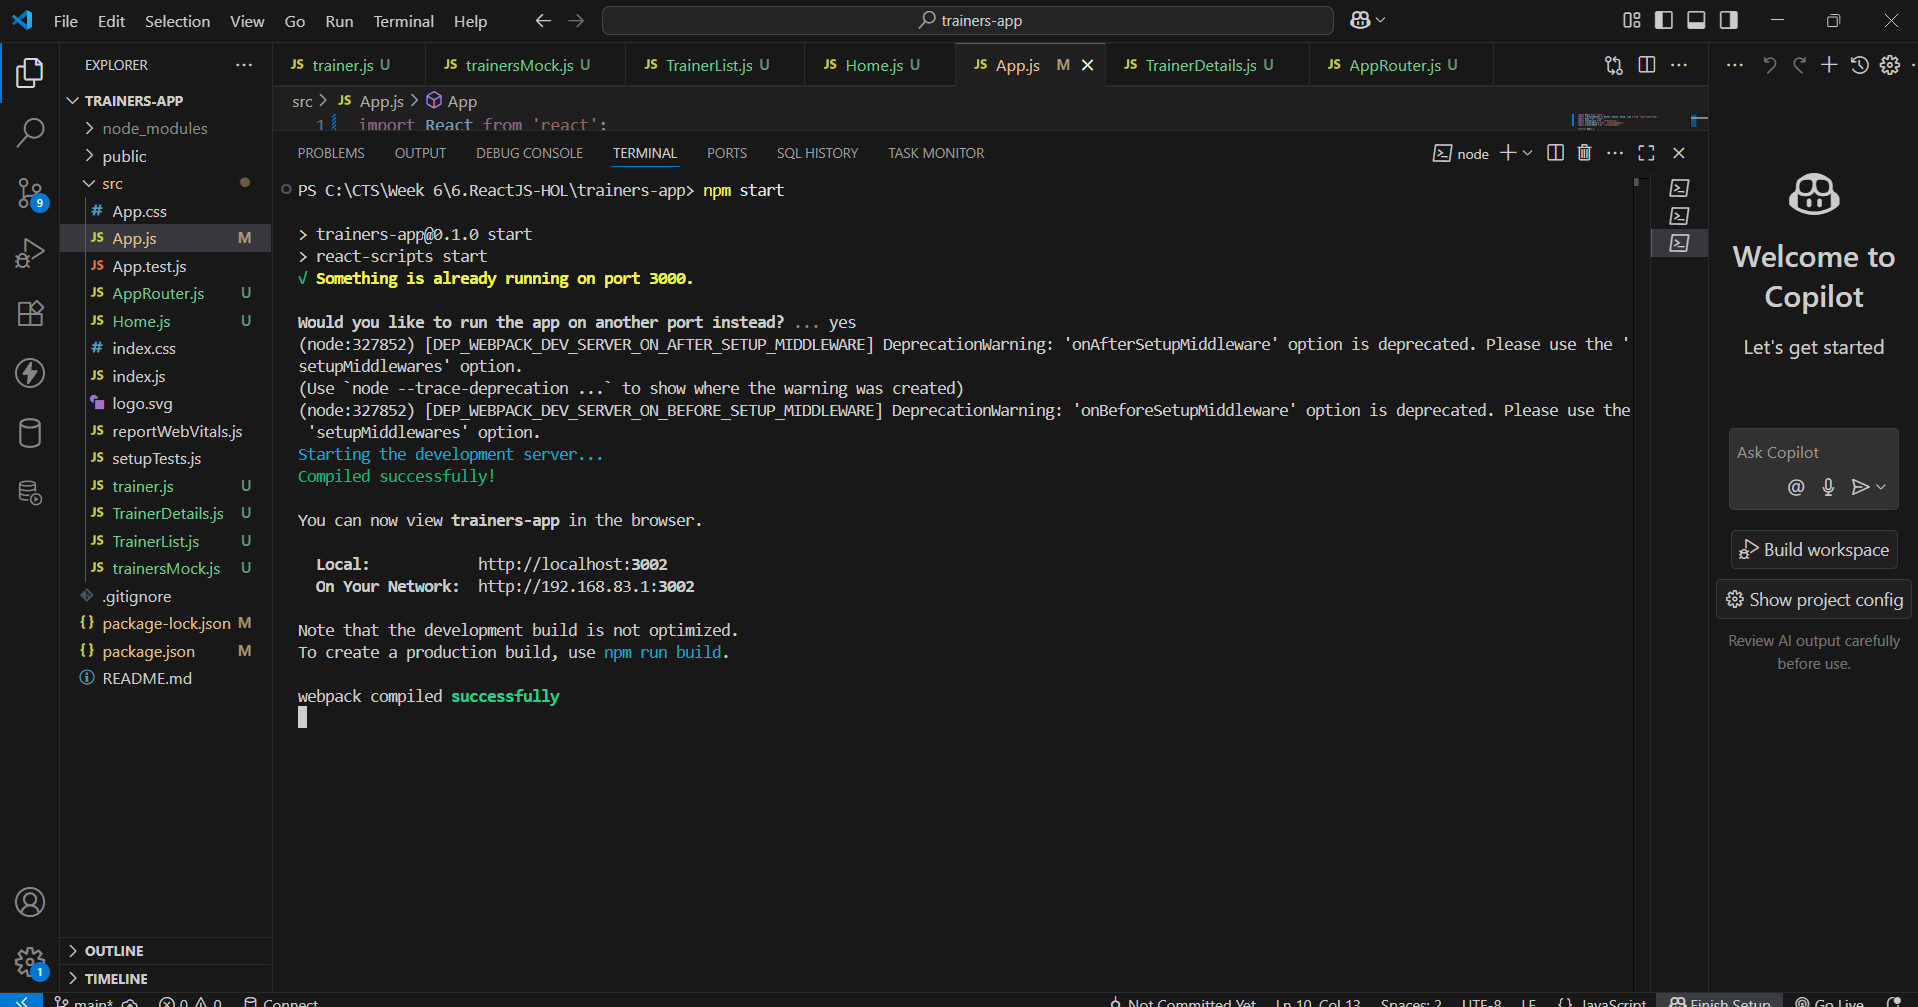 File Edit Selection View Go Run Terminal Help
trainers-app
EXPLORER
TRAINERS-APP
node_modules
public
src
App.css
App.js M
App.test.js
AppRouter.js U
Home.js U
index.css
index.js
logo.svg
reportWebVitals.js
setupTests.js
trainer.js U
TrainerDetails.js U
TrainerList.js U
trainersMock.js U
.gitignore
package-lock.json M
package.json M
README.md
OUTLINE
TIMELINE
9
1
JS trainer.js U
JS trainersMock.js U
JS TrainerList.js U
JS Home.js U
JS App.js M
JS TrainerDetails.js U
JS AppRouter.js U
src > JS App.js > App
1 import React from 'react';
PROBLEMS OUTPUT DEBUG CONSOLE TERMINAL PORTS SQL HISTORY TASK MONITOR
node
PS C:\CTS\Week 6\6.ReactJS-HOL\trainers-app> npm start
> trainers-app@0.1.0 start
> react-scripts start
√ Something is already running on port 3000.
Would you like to run the app on another port instead? ... yes
(node:327852) [DEP_WEBPACK_DEV_SERVER_ON_AFTER_SETUP_MIDDLEWARE] DeprecationWarning: 'onAfterSetupMiddleware' option is deprecated. Please use the '
setupMiddlewares' option.
(Use `node --trace-deprecation ...` to show where the warning was created)
(node:327852) [DEP_WEBPACK_DEV_SERVER_ON_BEFORE_SETUP_MIDDLEWARE] DeprecationWarning: 'onBeforeSetupMiddleware' option is deprecated. Please use the
'setupMiddlewares' option.
Starting the development server...
Compiled successfully!
You can now view trainers-app in the browser.
Local: http://localhost:3002
On Your Network: http://192.168.83.1:3002
Note that the development build is not optimized.
To create a production build, use npm run build.
webpack compiled successfully
Welcome to
Copilot
Let's get started
Ask Copilot
Build workspace
Show project config
Review AI output carefully
before use.
main* 0 0 Connect
Not Committed Yet Ln 10, Col 13 Spaces: 2 UTF-8 LF {} JavaScript Finish Setup Go Live